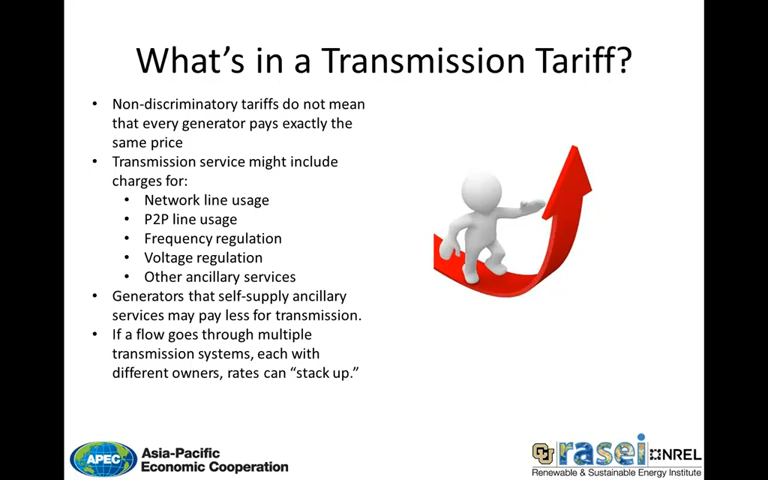 What's in a Transmission Tariff?
• Non-discriminatory tariffs do not mean
that every generator pays exactly the
same price
• Transmission service might include
charges for:
• Network line usage
• P2P line usage
• Frequency regulation
• Voltage regulation
• Other ancillary services
• Generators that self-supply ancillary
services may pay less for transmission.
• If a flow goes through multiple
transmission systems, each with
different owners, rates can “stack up.”
APEC
Asia-Pacific
Economic Cooperation
CU rasei NREL
Renewable & Sustainable Energy Institute